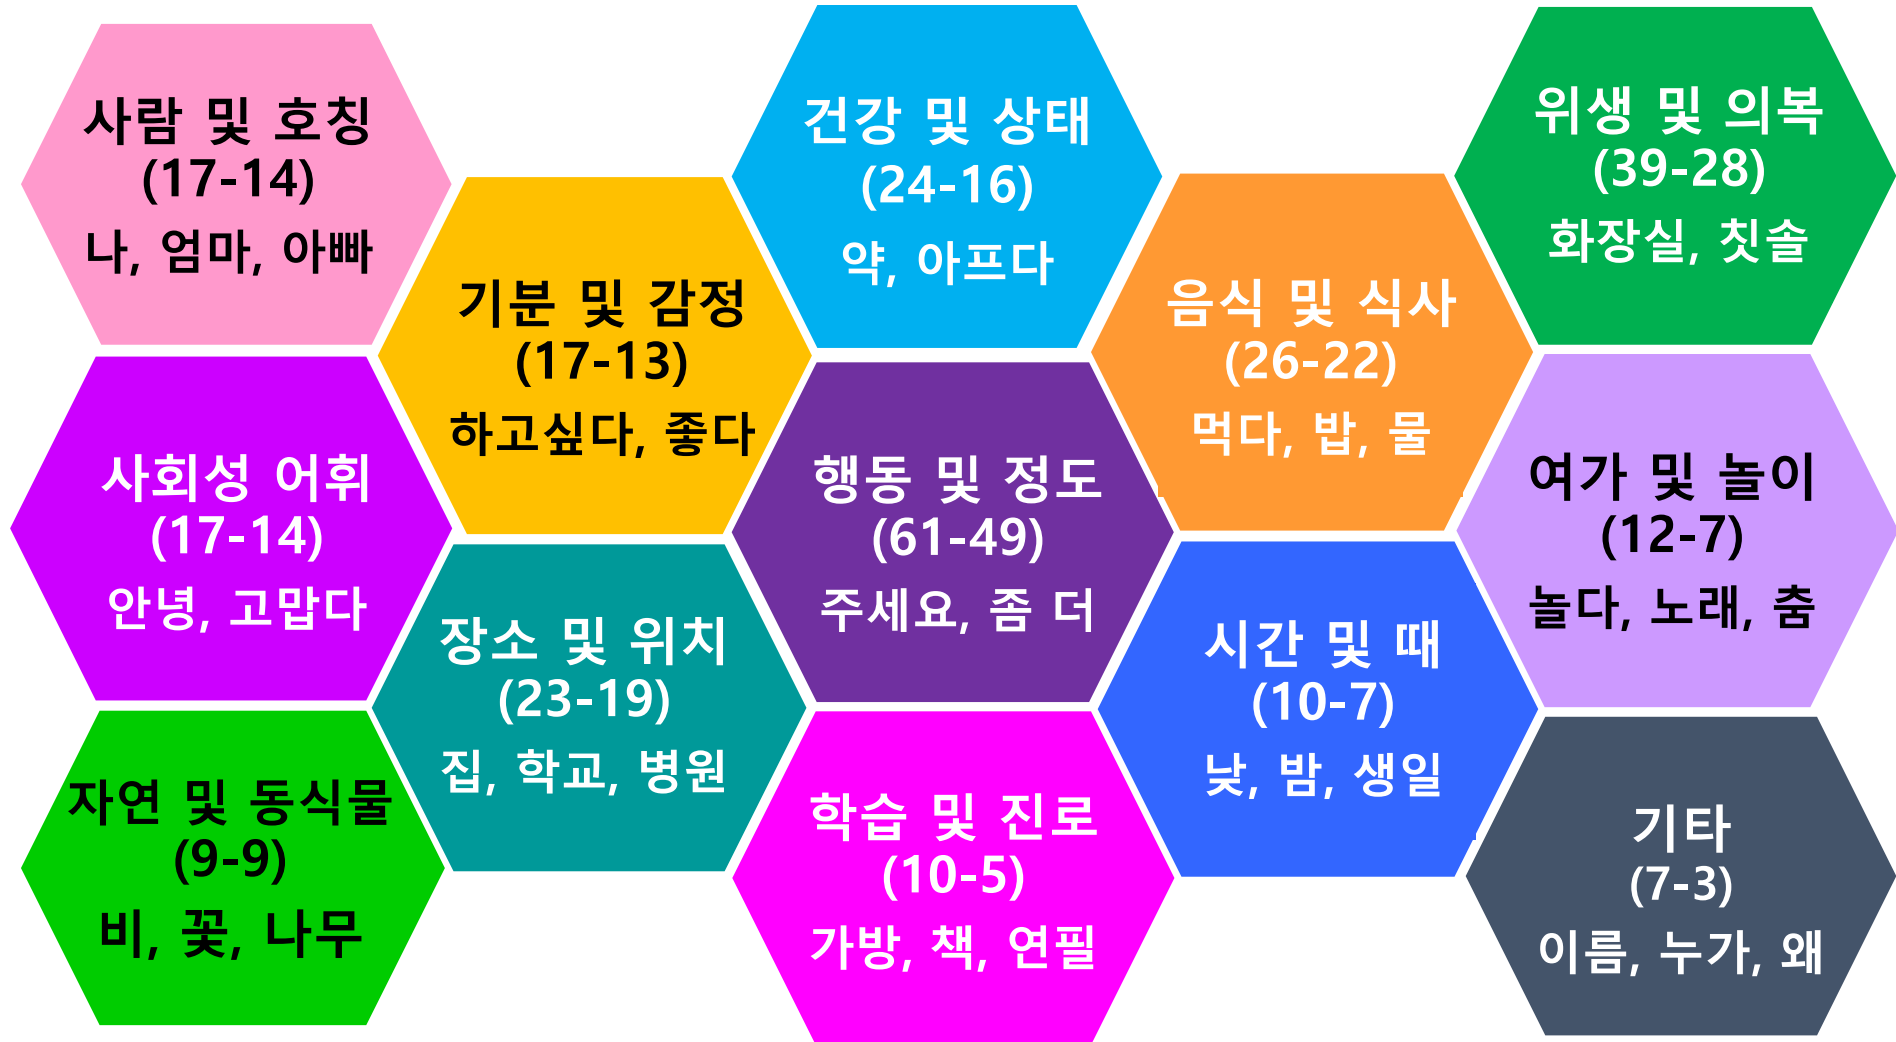 사람 및 호칭
(17-14)
나, 엄마, 아빠
사회성 어휘
(17-14)
안녕, 고맙다
자연 및 동식물
(9-9)
비, 꽃, 나무
기분 및 감정
(17-13)
하고싶다, 좋다
장소 및 위치
(23-19)
집, 학교, 병원
건강 및 상태
(24-16)
약, 아프다
행동 및 정도
(61-49)
주세요, 좀 더
학습 및 진로
(10-5)
가방, 책, 연필
음식 및 식사
(26-22)
먹다, 밥, 물
시간 및 때
(10-7)
낮, 밤, 생일
위생 및 의복
(39-28)
화장실, 칫솔
여가 및 놀이
(12-7)
놀다, 노래, 춤
기타
(7-3)
이름, 누가, 왜